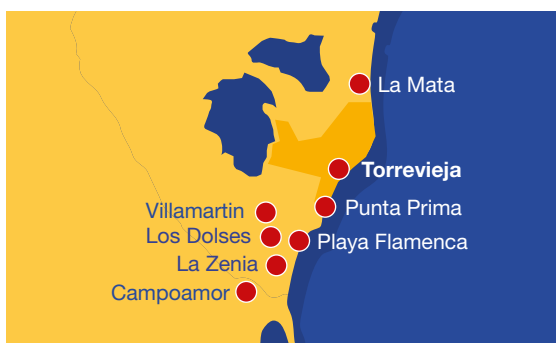 La Mata
Torrevieja
Villamartin
Punta Prima
Los Dolses
Playa Flamenca
La Zenia
Campoamor